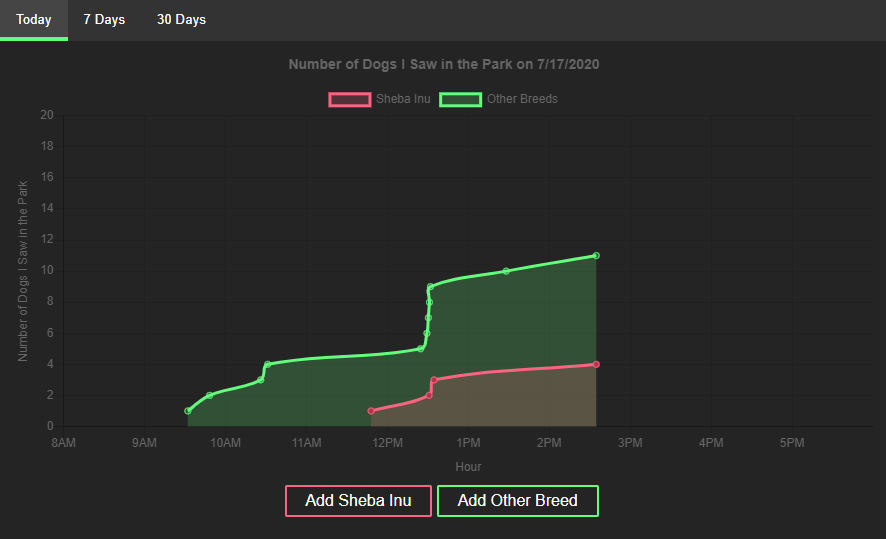 Today 7 Days 30 Days
Number of Dogs I Saw in the Park on 7/17/2020
Sheba Inu Other Breeds
Number of Dogs I Saw in the Park
20
18
16
14
12
10
8
6
4
2
0
8AM 9AM 10AM 11AM 12PM 1PM 2PM 3PM 4PM 5PM
Hour
Add Sheba Inu Add Other Breed